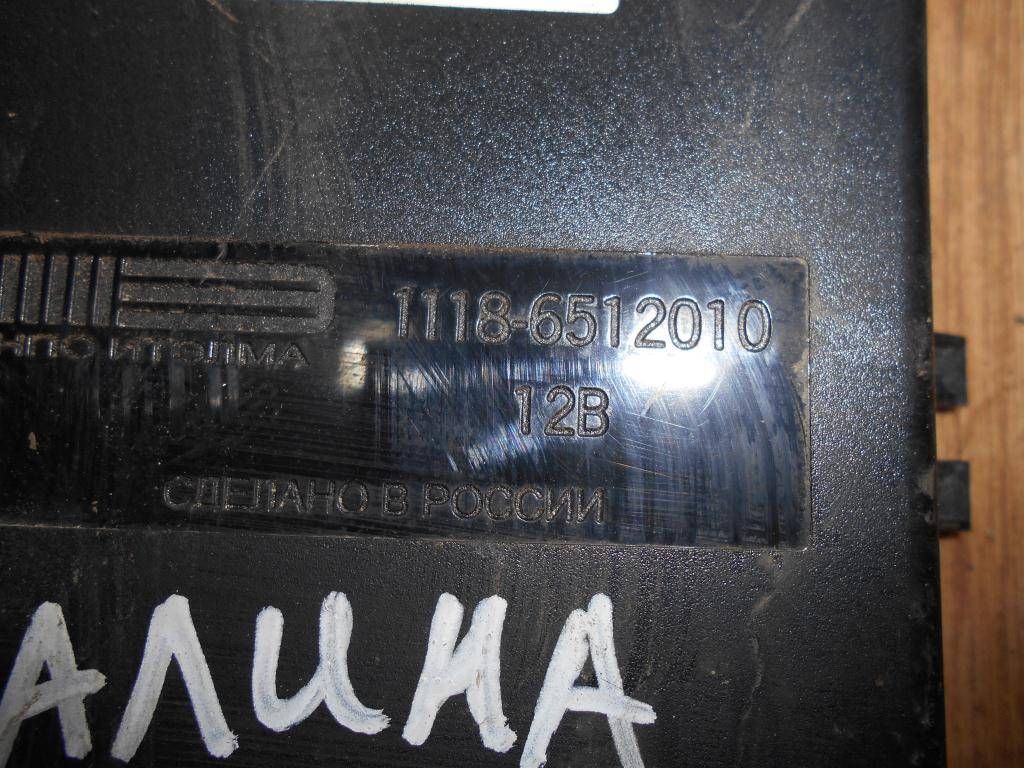 1118-6512010
НПО ИТЭЛМА
12В
СДЕЛАНО В РОССИИ
АЛИНА